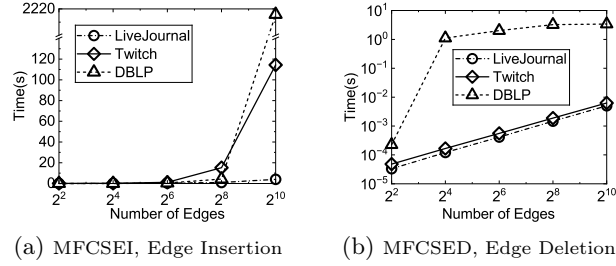 2220
120
100
80
60
40
20
0
Time(s)
LiveJournal
Twitch
DBLP
2^2 2^4 2^6 2^8 2^10
Number of Edges
(a) MFCSEI, Edge Insertion
10^1
10^0
10^-1
10^-2
10^-3
10^-4
10^-5
Time(s)
LiveJournal
Twitch
DBLP
2^2 2^4 2^6 2^8 2^10
Number of Edges
(b) MFCSED, Edge Deletion